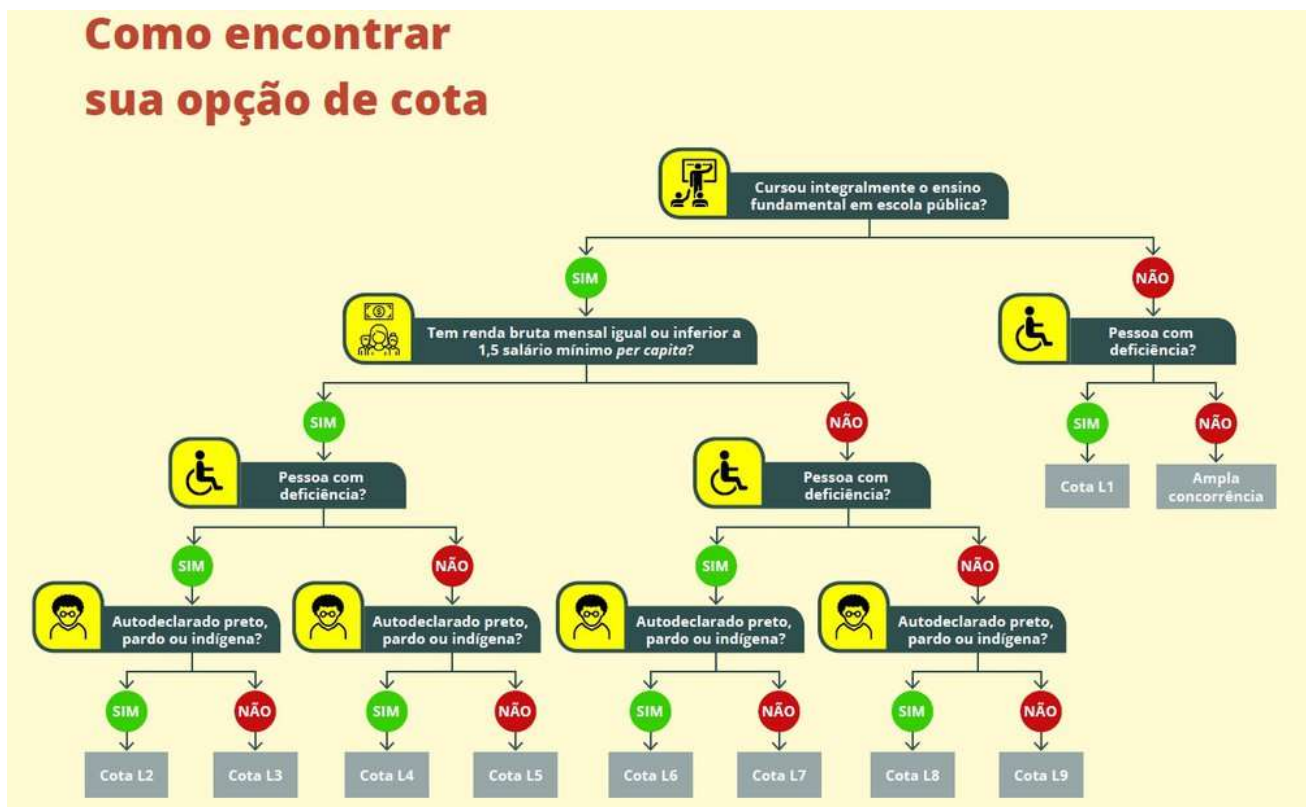 Como encontrar
sua opção de cota
Cursou integralmente o ensino
fundamental em escola pública?
SIM
NÃO
Tem renda bruta mensal igual ou inferior a
1,5 salário mínimo per capita?
Pessoa com
deficiência?
SIM
NÃO
SIM
NÃO
Cota L1
Ampla
concorrência
Pessoa com
deficiência?
Pessoa com
deficiência?
SIM
NÃO
SIM
NÃO
Autodeclarado preto,
pardo ou indígena?
Autodeclarado preto,
pardo ou indígena?
Autodeclarado preto,
pardo ou indígena?
Autodeclarado preto,
pardo ou indígena?
SIM
NÃO
SIM
NÃO
SIM
NÃO
SIM
NÃO
Cota L2
Cota L3
Cota L4
Cota L5
Cota L6
Cota L7
Cota L8
Cota L9